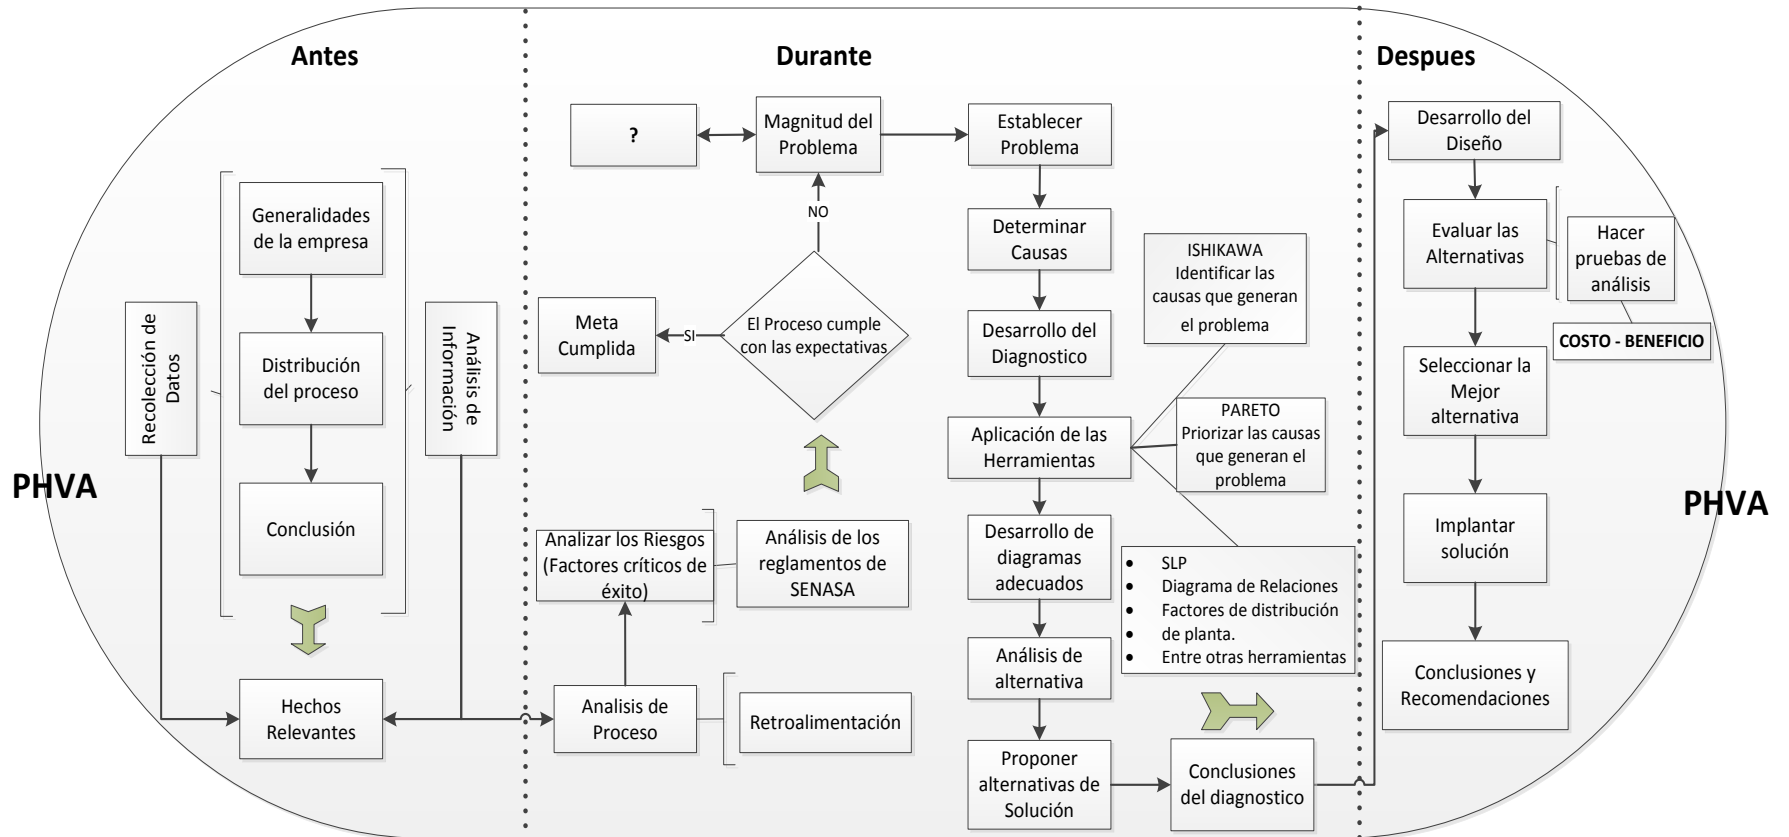 Antes
Durante
Despues
PHVA
PHVA
Recolección de
Datos
Generalidades
de la empresa
Distribución
del proceso
Conclusión
Análisis de
Información
Hechos
Relevantes
?
Magnitud del
Problema
NO
El Proceso cumple
con las expectativas
SI
Meta
Cumplida
Analizar los Riesgos
(Factores críticos de
éxito)
Análisis de los
reglamentos de
SENASA
Analisis de
Proceso
Retroalimentación
Establecer
Problema
Determinar
Causas
Desarrollo del
Diagnostico
Aplicación de las
Herramientas
Desarrollo de
diagramas
adecuados
Análisis de
alternativa
Proponer
alternativas de
Solución
ISHIKAWA
Identificar las
causas que generan
el problema
PARETO
Priorizar las causas
que generan el
problema
• SLP
• Diagrama de Relaciones
• Factores de distribución
• de planta.
• Entre otras herramientas
Conclusiones
del diagnostico
Desarrollo del
Diseño
Evaluar las
Alternativas
Hacer
pruebas de
análisis
COSTO - BENEFICIO
Seleccionar la
Mejor
alternativa
Implantar
solución
Conclusiones y
Recomendaciones